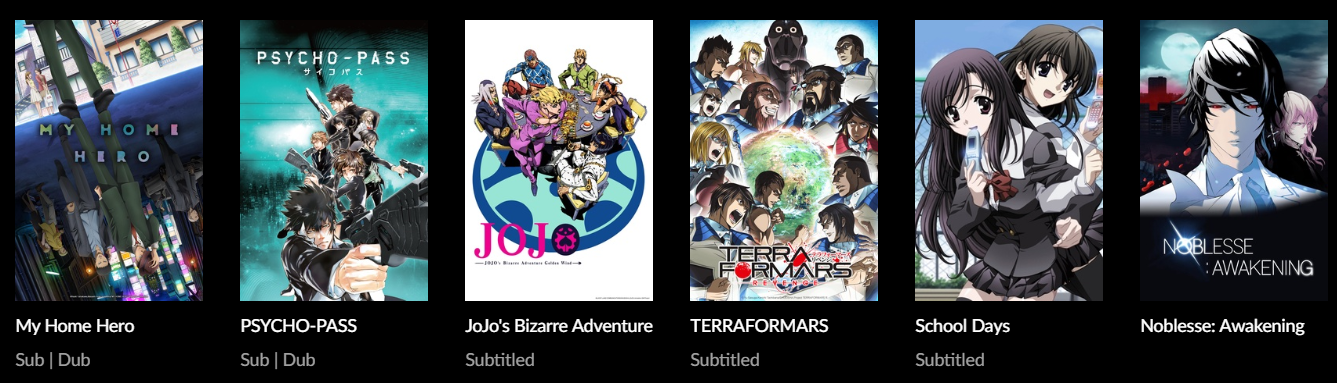 MY HOME
HERO
My Home Hero
Sub | Dub
PSYCHO-PASS
サイコパス
PSYCHO-PASS
Sub | Dub
JOJO
JOJO's Bizarre Adventure Golden Wind
JoJo's Bizarre Adventure
Subtitled
TERRA
FORMARS
REVENGE
TERRAFORMARS
Subtitled
School Days
Subtitled
NOBLESSE
: AWAKENING
Noblesse: Awakening